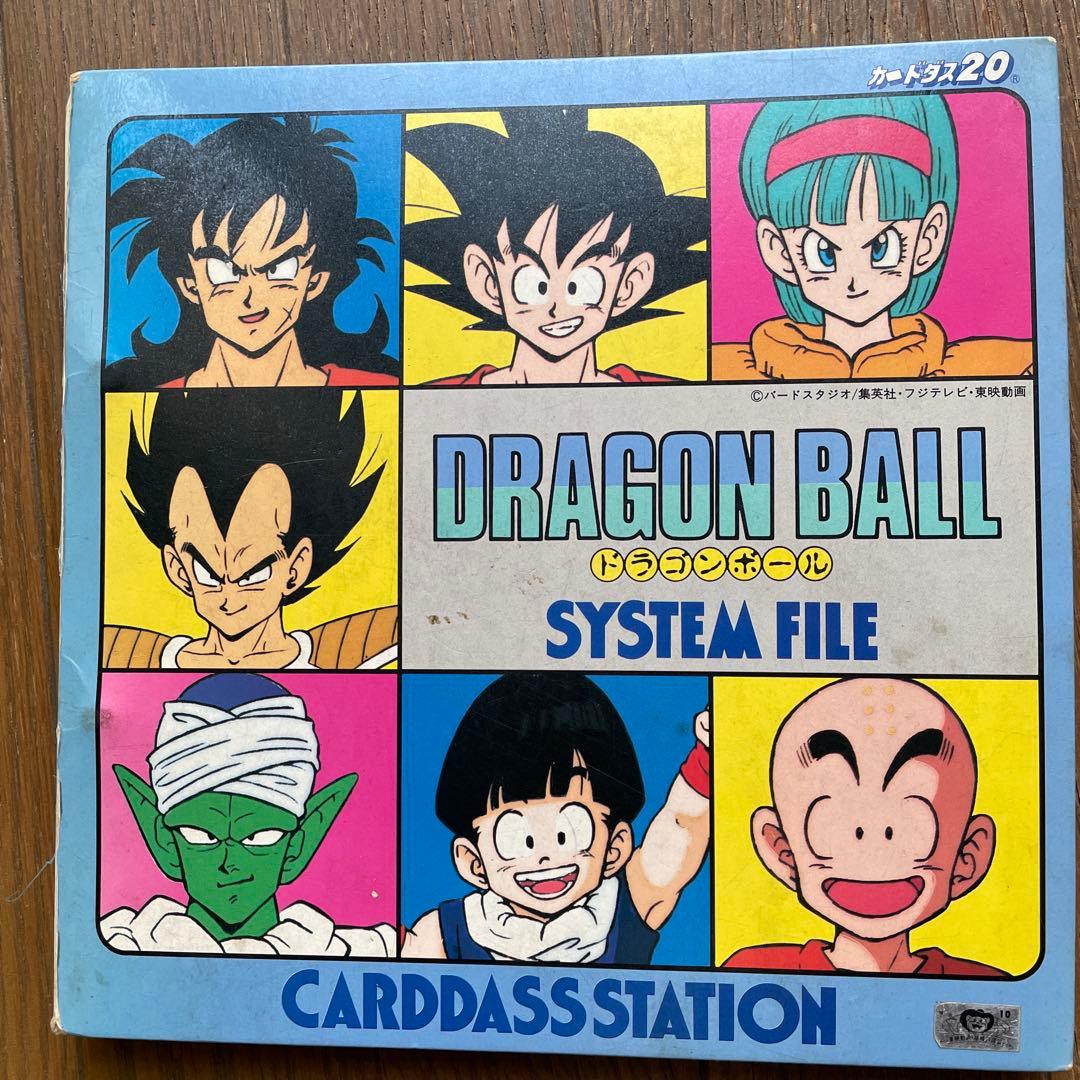 カードダス20®
©バードスタジオ/集英社・フジテレビ・東映動画
DRAGON BALL
ドラゴンボール
SYSTEM FILE
CARDDASS STATION
10